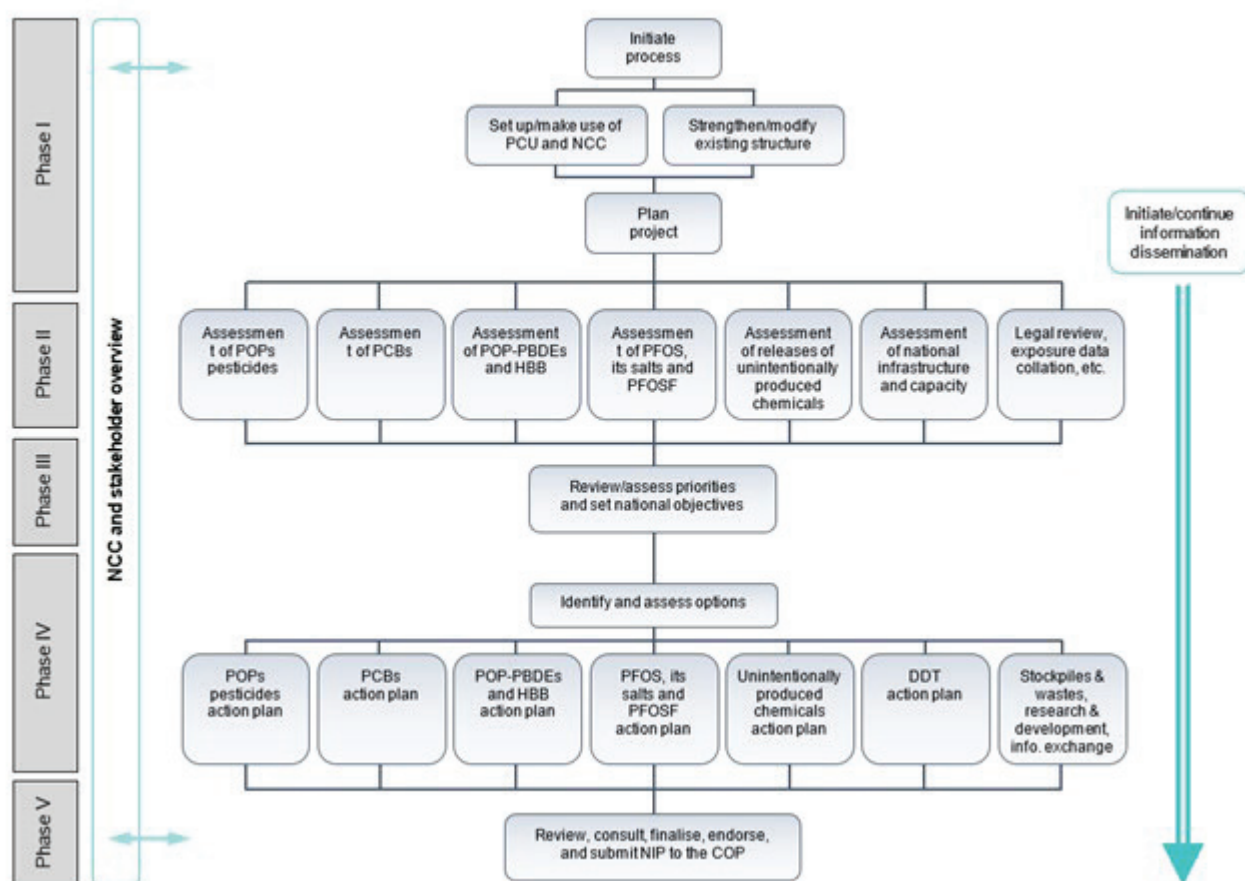 Phase I
Phase II
Phase III
Phase IV
Phase V
NCC and stakeholder overview
Initiate
process
Set up/make use of
PCU and NCC
Strengthen/modify
existing structure
Plan
project
Initiate/continue
information
dissemination
Assessmen
t of POPs
pesticides
Assessmen
t of PCBs
Assessment
of POP-PBDEs
and HBB
Assessmen
t of PFOS,
its salts and
PFOSF
Assessment
of releases of
unintentionally
produced
chemicals
Assessment
of national
infrastructure
and capacity
Legal review,
exposure data
collation, etc.
Review/assess priorities
and set national objectives
Identify and assess options
POPs
pesticides
action plan
PCBs
action plan
POP-PBDEs
and HBB
action plan
PFOS, its
salts and
PFOSF
action plan
Unintentionally
produced
chemicals
action plan
DDT
action plan
Stockpiles &
wastes,
research &
development,
info. exchange
Review, consult, finalise, endorse,
and submit NIP to the COP